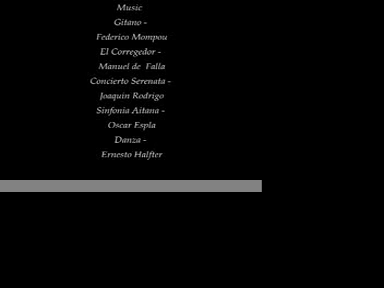 Music
Gitano -
Federico Mompou
El Corregedor -
Manuel de Falla
Concierto Serenata -
Joaquin Rodrigo
Sinfonia Aitana -
Oscar Espla
Danza -
Ernesto Halfter